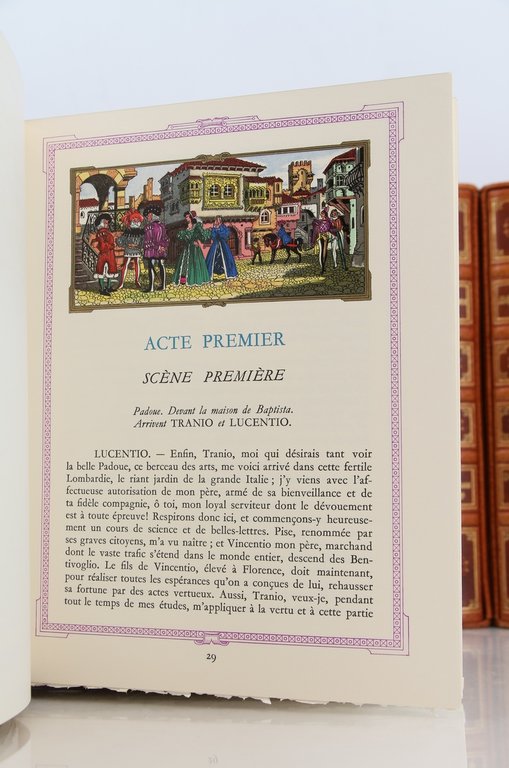 ACTE PREMIER
SCÈNE PREMIÈRE
Padoue. Devant la maison de Baptista.
Arrivent TRANIO et LUCENTIO.
LUCENTIO. — Enfin, Tranio, moi qui désirais tant voir
la belle Padoue, ce berceau des arts, me voici arrivé dans cette fertile
Lombardie, le riant jardin de la grande Italie ; j'y viens avec l'af-
fectueuse autorisation de mon père, armé de sa bienveillance et de
ta fidèle compagnie, ô toi, mon loyal serviteur dont le dévouement
est à toute épreuve! Respirons donc ici, et commençons-y heureuse-
ment un cours de science et de belles-lettres. Pise, renommée par
ses graves citoyens, m'a vu naître ; et Vincentio mon père, marchand
dont le vaste trafic s'étend dans le monde entier, descend des Ben-
tivoglio. Le fils de Vincentio, élevé à Florence, doit maintenant,
pour réaliser toutes les espérances qu'on a conçues de lui, rehausser
sa fortune par des actes vertueux. Aussi, Tranio, veux-je, pendant
tout le temps de mes études, m'appliquer à la vertu et à cette partie
29